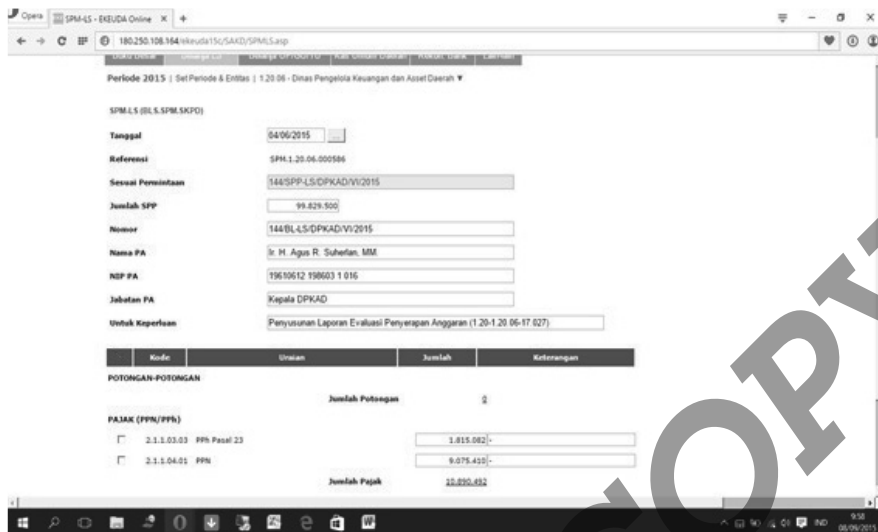 Opera SPM-LS - EKEUDA Online × +
180.250.108.164/ekeuda15c/SAKD/SPMLS.asp
Periode 2015 | Set Periode & Entitas | 1.20.06 - Dinas Pengelola Keuangan dan Asset Daerah ▼
SPM-LS (BL.S.SPM.SKPD)
Tanggal 04/06/2015 ...
Referensi SPM.1.20.06.000586
Sesuai Permintaan 144/SPP-LS/DPKAD/VI/2015
Jumlah SPP 99.829.500
Nomor 144/BL-LS/DPKAD/VI/2015
Nama PA Ir. H. Agus R. Suherlan, MM
NIP PA 19610612 198603 1 016
Jabatan PA Kepala DPKAD
Untuk Keperluan Penyusunan Laporan Evaluasi Penyerapan Anggaran (1.20-1.20.06-17.027)
Kode Uraian Jumlah Keterangan
POTONGAN-POTONGAN
Jumlah Potongan 0
PAJAK (PPN/PPh)
2.1.1.03.03 PPh Pasal 23 1.815.082 -
2.1.1.04.01 PPN 9.075.410 -
Jumlah Pajak 10.890.492
IND 9:58
08/09/2015
COPY